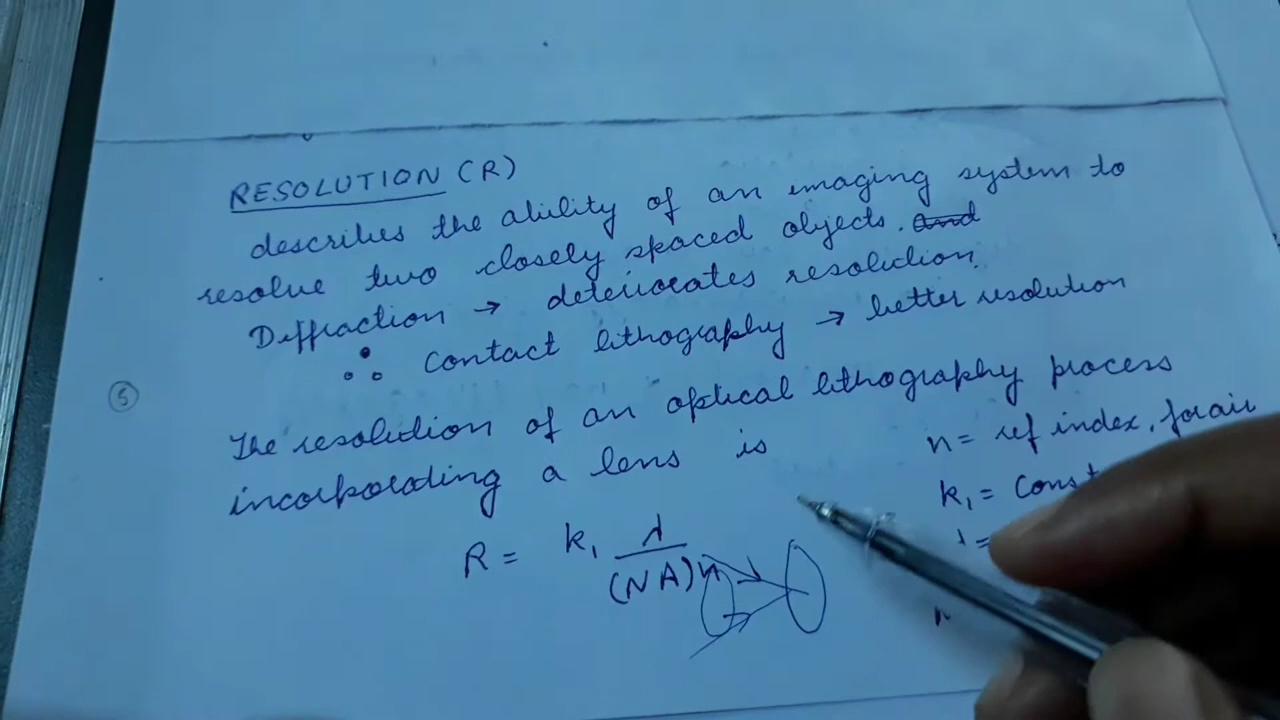 RESOLUTION (R)
describes the ability of an imaging system to
resolve two closely spaced objects. and
Diffraction → deteriorates resolution.
∴ Contact lithography → better resolution
5
The resolution of an optical lithography process
incorporating a lens is
n = ref index, for air
k₁ = Const
λ =
R = k₁ λ / (NA)n